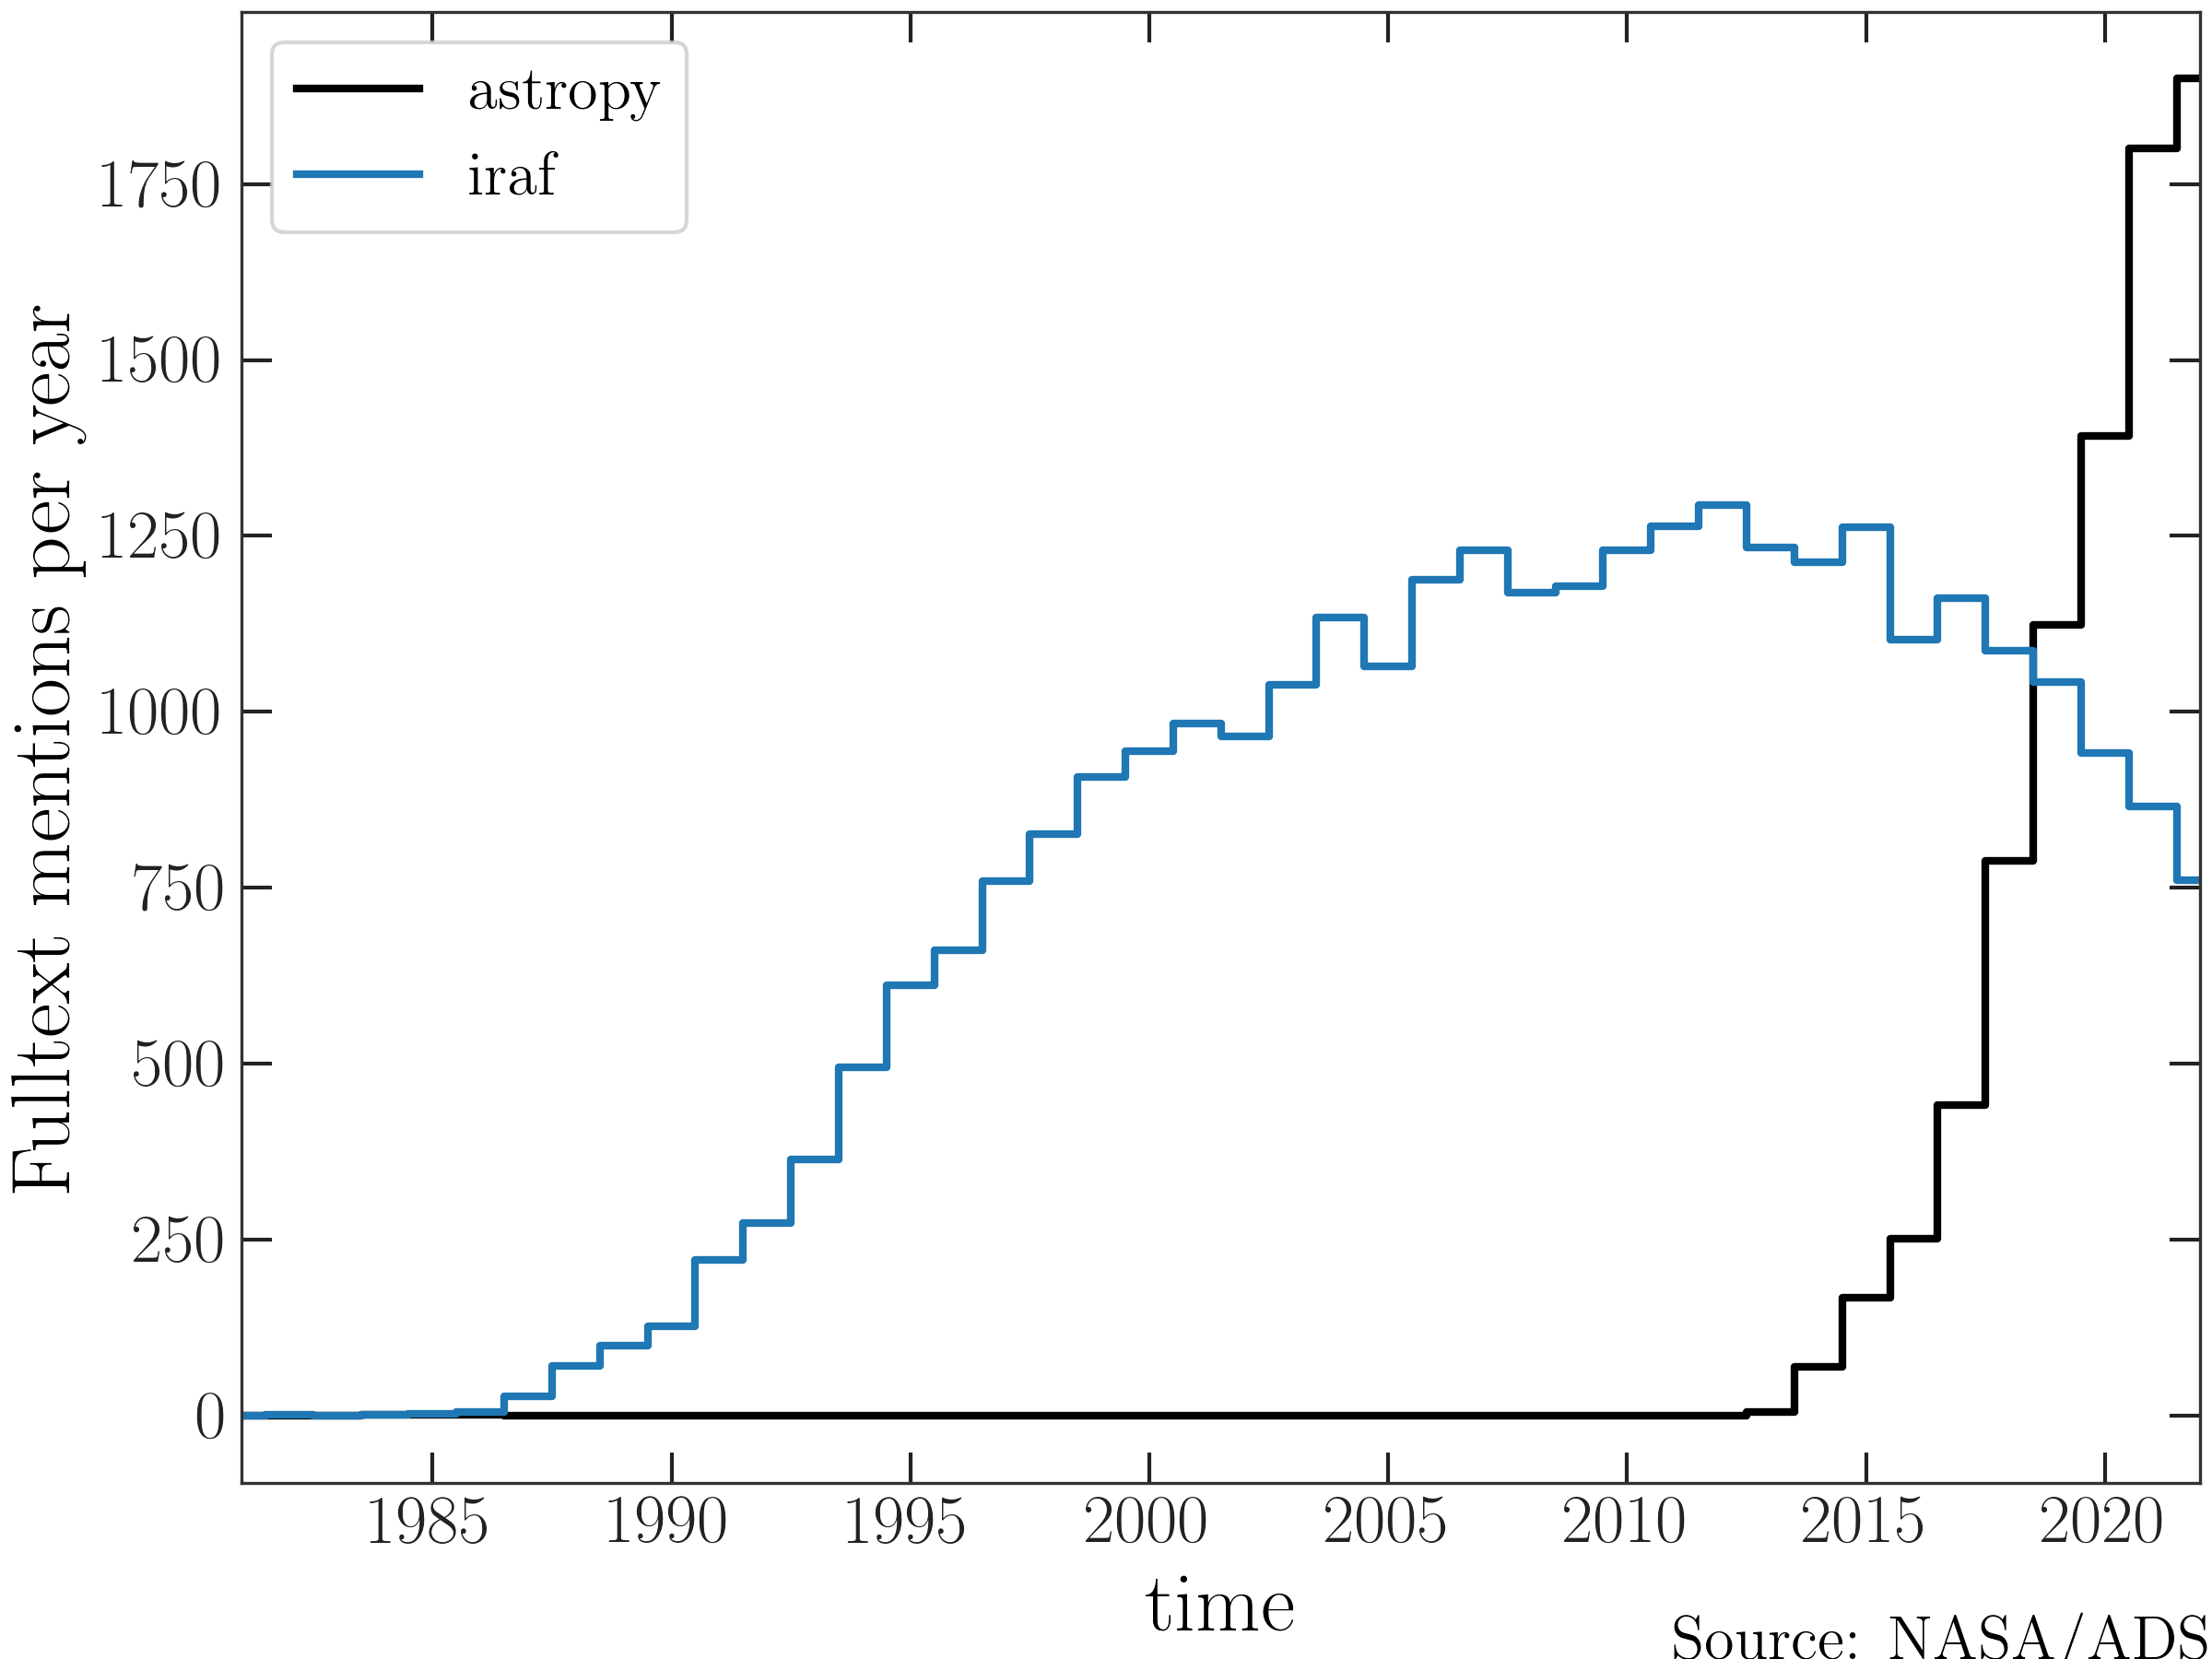 astropy
iraf
Fulltext mentions per year
1750
1500
1250
1000
750
500
250
0
1985 1990 1995 2000 2005 2010 2015 2020
time
Source: NASA/ADS